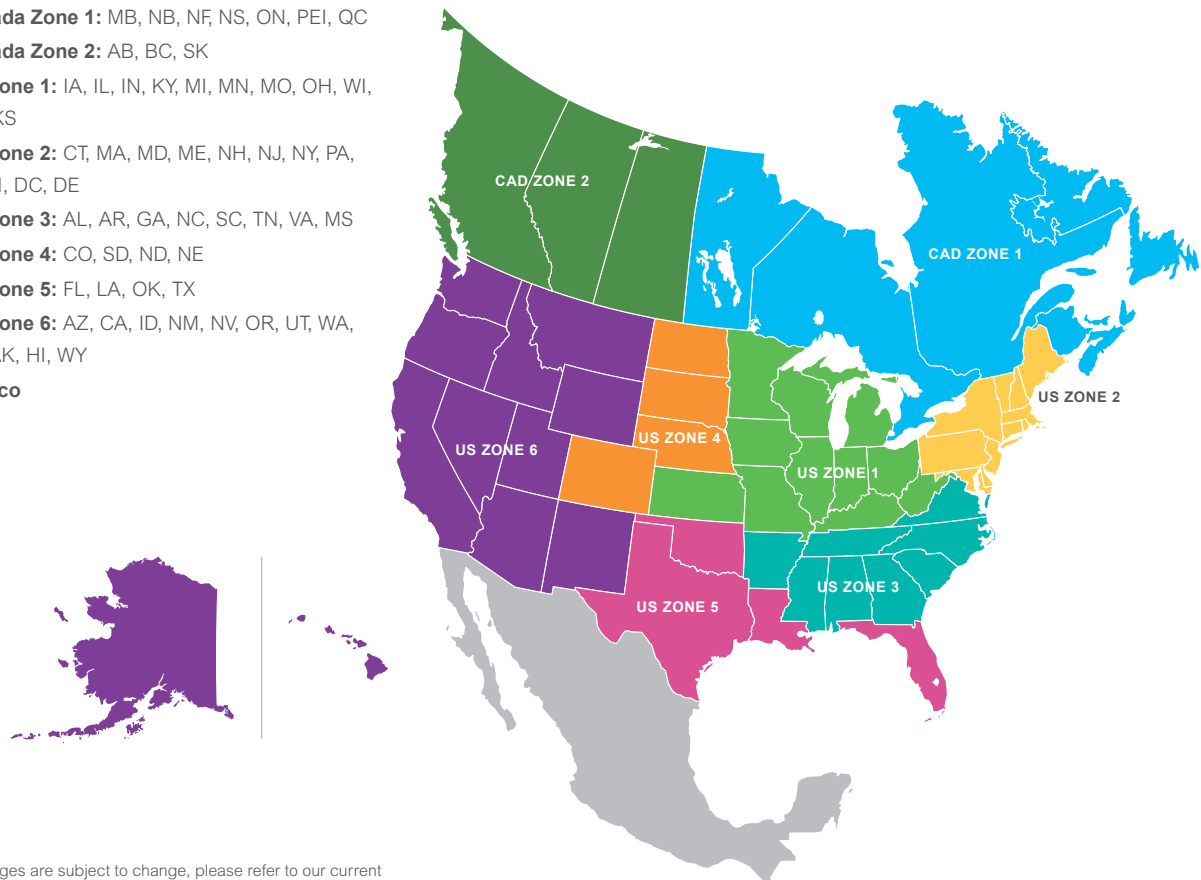 ada Zone 1: MB, NB, NF, NS, ON, PEI, QC
ada Zone 2: AB, BC, SK
one 1: IA, IL, IN, KY, MI, MN, MO, OH, WI,
KS
one 2: CT, MA, MD, ME, NH, NJ, NY, PA,
DC, DE
one 3: AL, AR, GA, NC, SC, TN, VA, MS
one 4: CO, SD, ND, NE
one 5: FL, LA, OK, TX
one 6: AZ, CA, ID, NM, NV, OR, UT, WA,
AK, HI, WY
co
CAD ZONE 2
CAD ZONE 1
US ZONE 2
US ZONE 4
US ZONE 6
US ZONE 1
US ZONE 3
US ZONE 5
ges are subject to change, please refer to our current